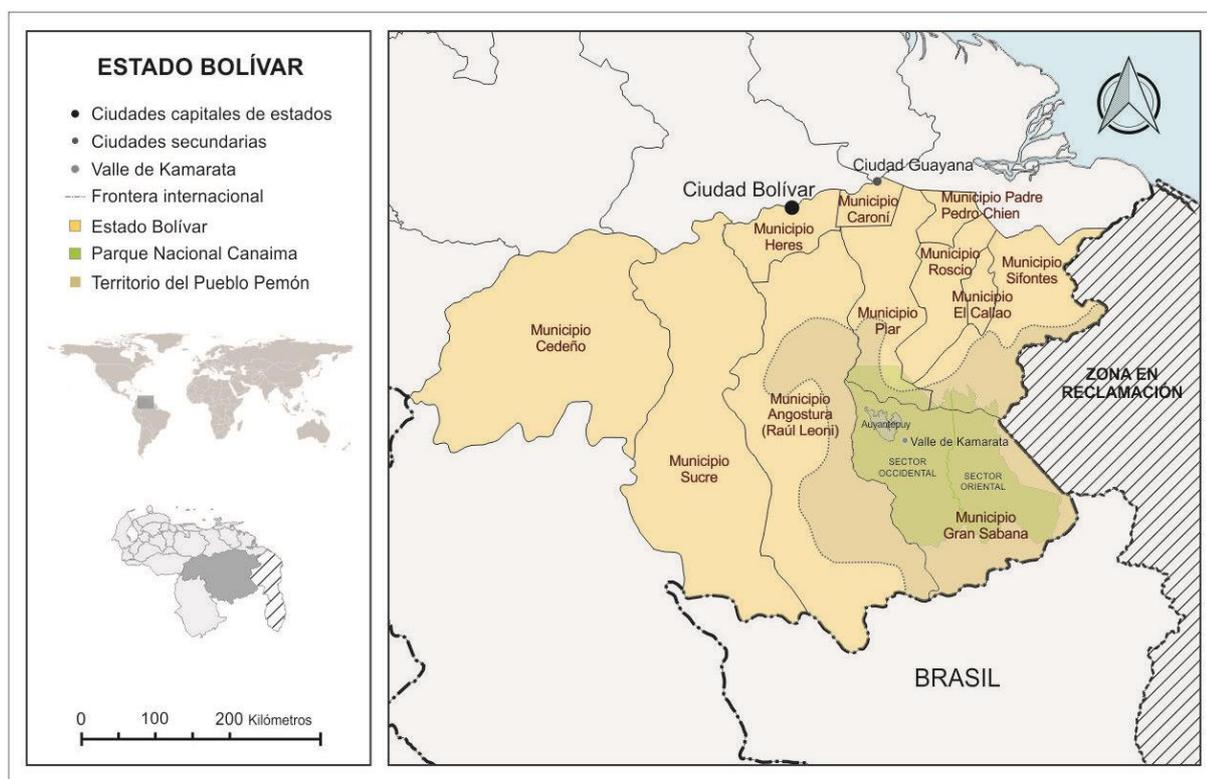 ESTADO BOLÍVAR
Ciudades capitales de estados
Ciudades secundarias
Valle de Kamarata
Frontera internacional
Estado Bolívar
Parque Nacional Canaima
Territorio del Pueblo Pemón
0 100 200 Kilómetros
Ciudad Guayana
Ciudad Bolívar
Municipio
Caroní
Municipio Padre
Pedro Chien
Municipio
Heres
Municipio
Roscio
Municipio
Sifontes
Municipio
El Callao
Municipio
Piar
Municipio
Cedeño
ZONA EN
RECLAMACIÓN
Municipio
Angostura
(Raúl Leoni)
Auyantepuy
Valle de Kamarata
SECTOR
OCCIDENTAL
SECTOR
ORIENTAL
Municipio
Sucre
Municipio
Gran Sabana
BRASIL